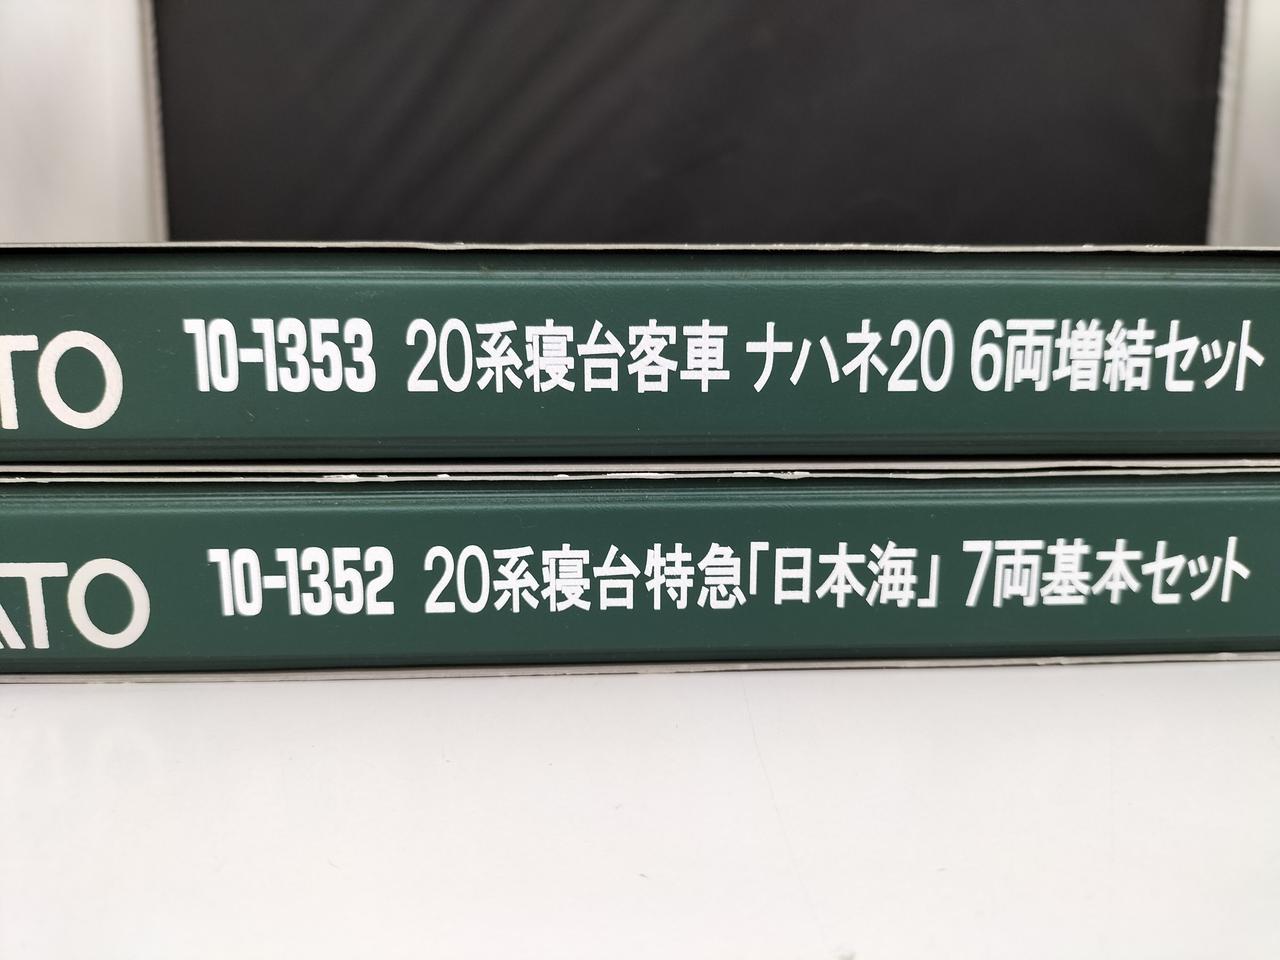 TO 10-1353 20系寝台客車 ナハネ20 6両増結セット
ATO 10-1352 20系寝台特急「日本海」 7両基本セット